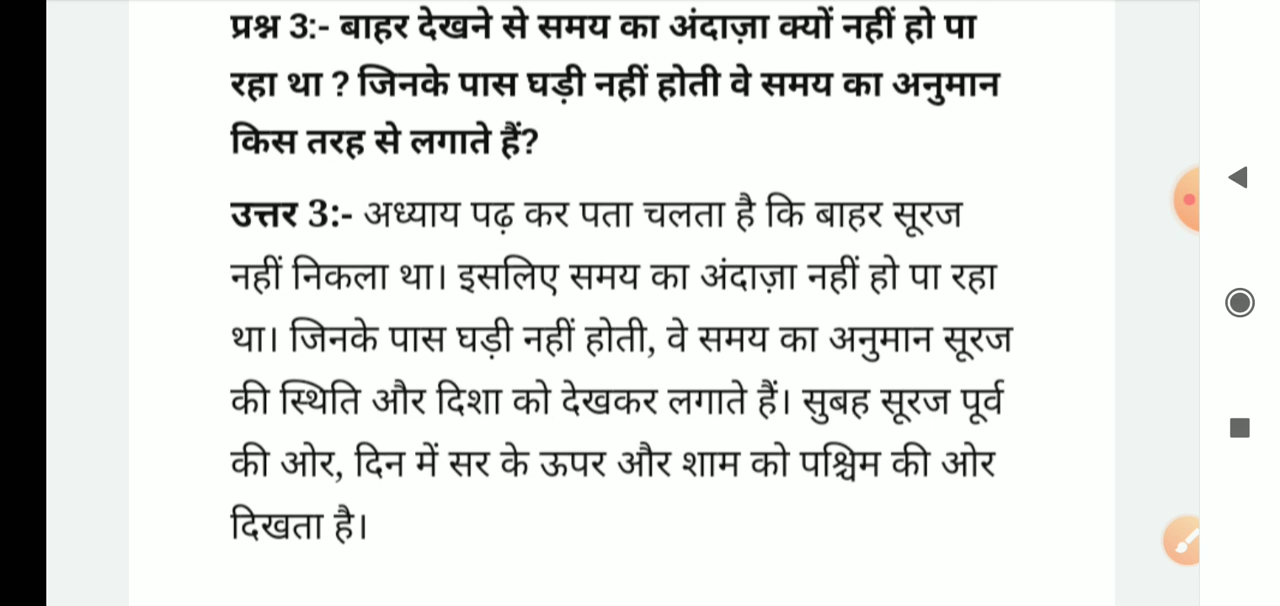 प्रश्न 3:- बाहर देखने से समय का अंदाज़ा क्यों नहीं हो पा
रहा था ? जिनके पास घड़ी नहीं होती वे समय का अनुमान
किस तरह से लगाते हैं?
उत्तर 3:- अध्याय पढ़ कर पता चलता है कि बाहर सूरज
नहीं निकला था। इसलिए समय का अंदाज़ा नहीं हो पा रहा
था। जिनके पास घड़ी नहीं होती, वे समय का अनुमान सूरज
की स्थिति और दिशा को देखकर लगाते हैं। सुबह सूरज पूर्व
की ओर, दिन में सर के ऊपर और शाम को पश्चिम की ओर
दिखता है।